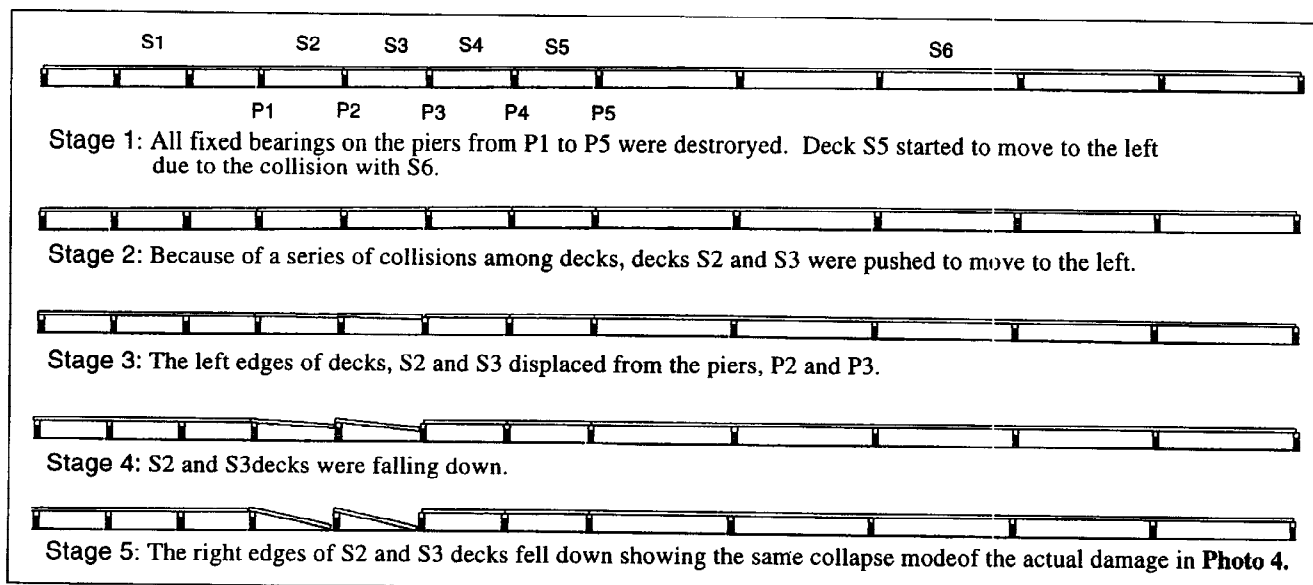 S1 S2 S3 S4 S5 S6
P1 P2 P3 P4 P5
Stage 1: All fixed bearings on the piers from P1 to P5 were destroryed. Deck S5 started to move to the left
due to the collision with S6.
Stage 2: Because of a series of collisions among decks, decks S2 and S3 were pushed to move to the left.
Stage 3: The left edges of decks, S2 and S3 displaced from the piers, P2 and P3.
Stage 4: S2 and S3decks were falling down.
Stage 5: The right edges of S2 and S3 decks fell down showing the same collapse modeof the actual damage in Photo 4.